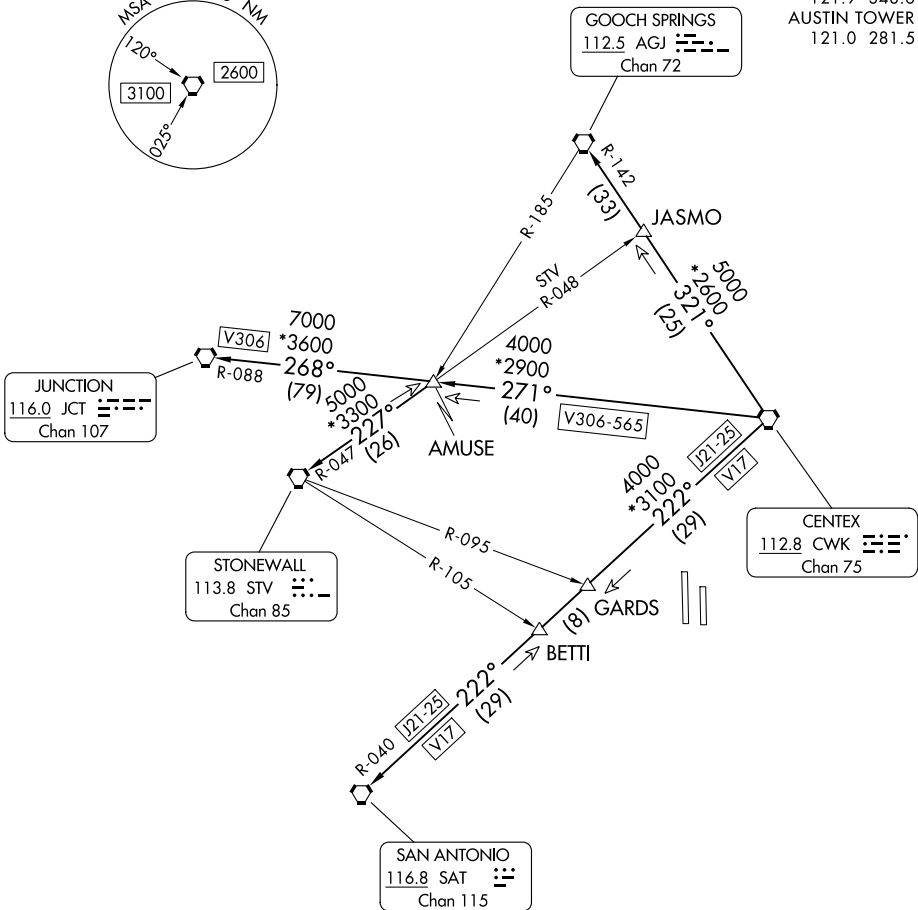 MSA
NM
120°
2600
3100
025°
AUSTIN TOWER
121.0 281.5
GOOCH SPRINGS
112.5 AGJ
Chan 72
R-142
(33)
JASMO
R-185
STV
R-048
5000
*2600
321°
(25)
7000
V306 *3600
268°
R-088
(79)
4000
*2900
271°
(40)
V306-565
JUNCTION
116.0 JCT
Chan 107
5000
*3300
227°
R-047
(26)
AMUSE
J21-25
V17
4000
*3100
222°
(29)
CENTEX
112.8 CWK
Chan 75
R-095
R-105
STONEWALL
113.8 STV
Chan 85
GARDS
(8)
BETTI
222°
(29)
J21-25
V17
R-040
SAN ANTONIO
116.8 SAT
Chan 115